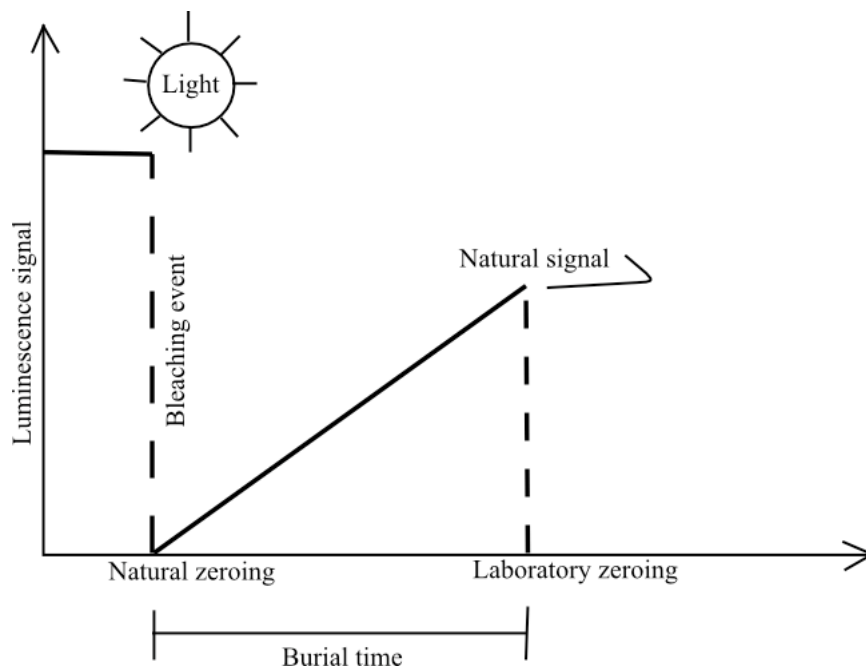 Light
Luminescence signal
Bleaching event
Natural signal
Natural zeroing
Laboratory zeroing
Burial time